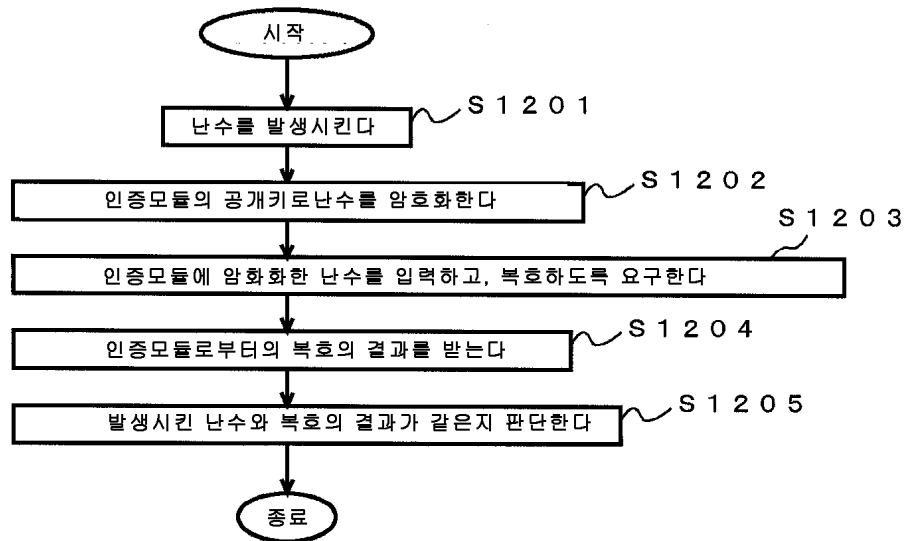 시작
S1201
난수를 발생시킨다
S1202
인증모듈의 공개키로난수를 암호화한다
S1203
인증모듈에 암화화한 난수를 입력하고, 복호하도록 요구한다
S1204
인증모듈로부터의 복호의 결과를 받는다
S1205
발생시킨 난수와 복호의 결과가 같은지 판단한다
종료